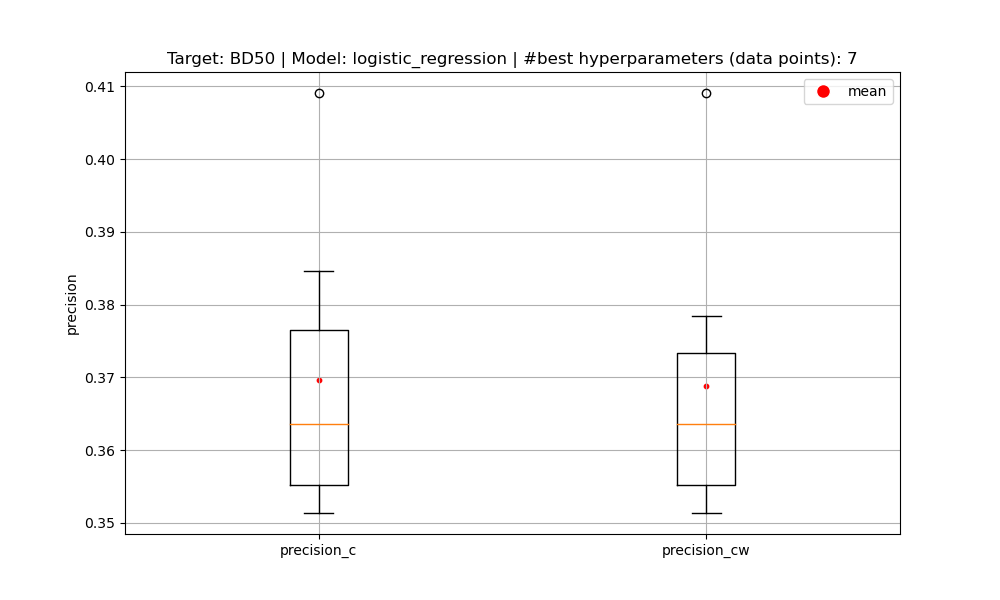 Target: BD50 | Model: logistic_regression | #best hyperparameters (data points): 7
mean
precision
0.41
0.40
0.39
0.38
0.37
0.36
0.35
precision_c
precision_cw